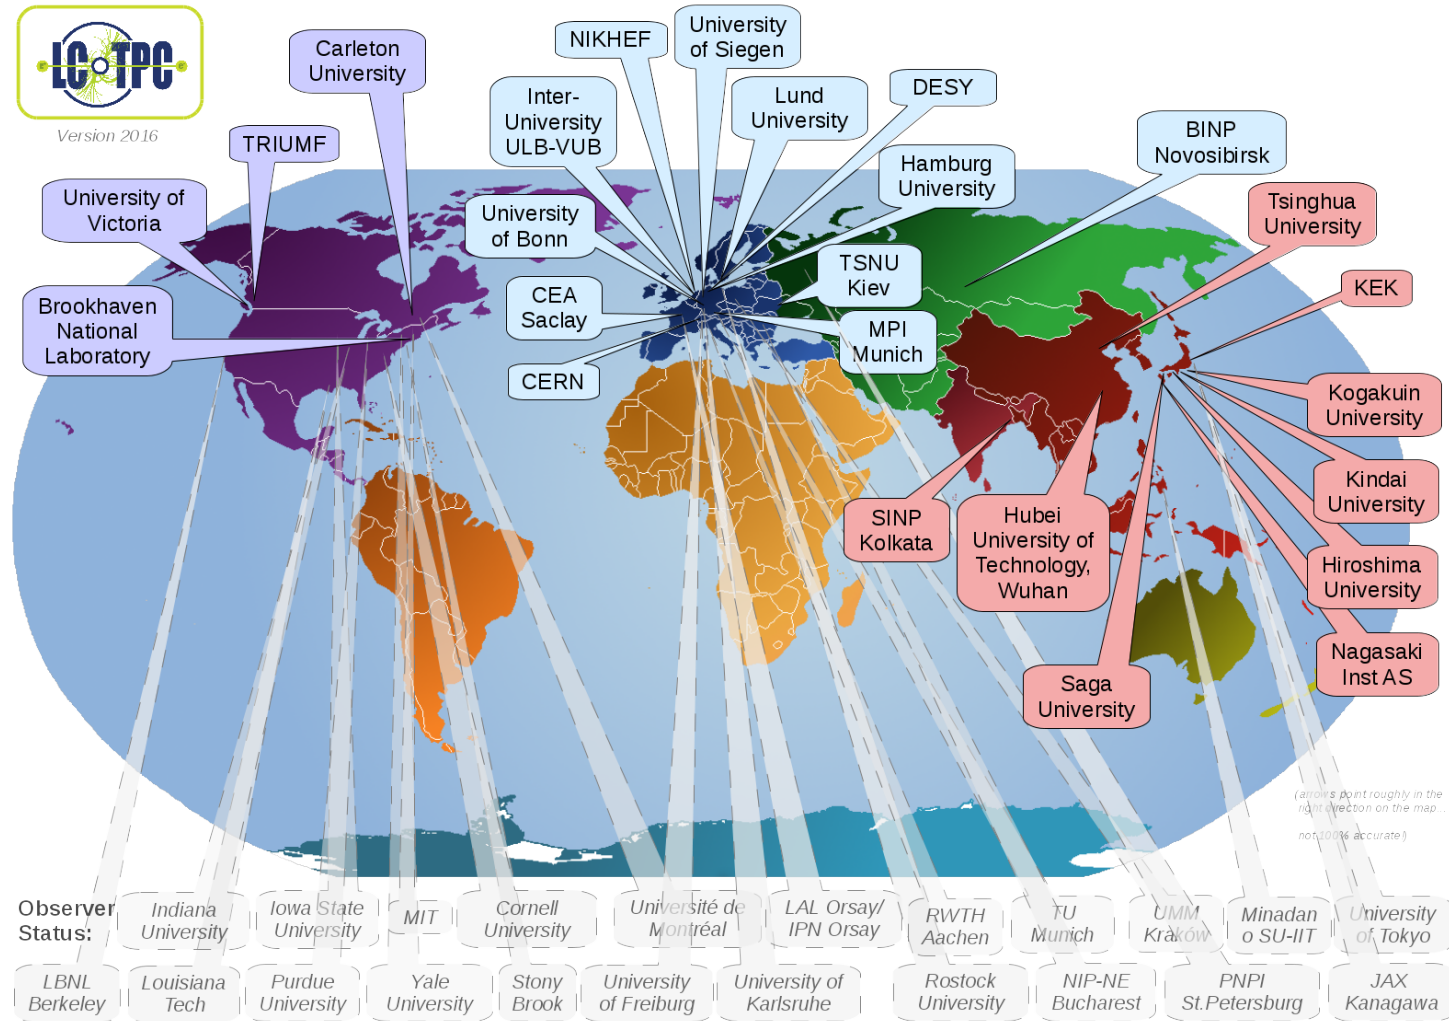 LC TPC
Version 2016
Carleton
University
TRIUMF
University of
Victoria
Brookhaven
National
Laboratory
NIKHEF
University
of Siegen
Inter-
University
ULB-VUB
Lund
University
DESY
Hamburg
University
University
of Bonn
BINP
Novosibirsk
TSNU
Kiev
CEA
Saclay
MPI
Munich
CERN
Tsinghua
University
KEK
Kogakuin
University
Kindai
University
SINP
Kolkata
Hubei
University of
Technology,
Wuhan
Hiroshima
University
Nagasaki
Inst AS
Saga
University
(arrows point roughly in the
right direction on the map...
not 100% accurate!)
Observer
Status:
Indiana
University
Iowa State
University
MIT
Cornell
University
Université de
Montréal
LAL Orsay/
IPN Orsay
RWTH
Aachen
TU
Munich
UMM
Kraków
Minadan
o SU-IIT
University
of Tokyo
LBNL
Berkeley
Louisiana
Tech
Purdue
University
Yale
University
Stony
Brook
University
of Freiburg
University of
Karlsruhe
Rostock
University
NIP-NE
Bucharest
PNPI
St.Petersburg
JAX
Kanagawa